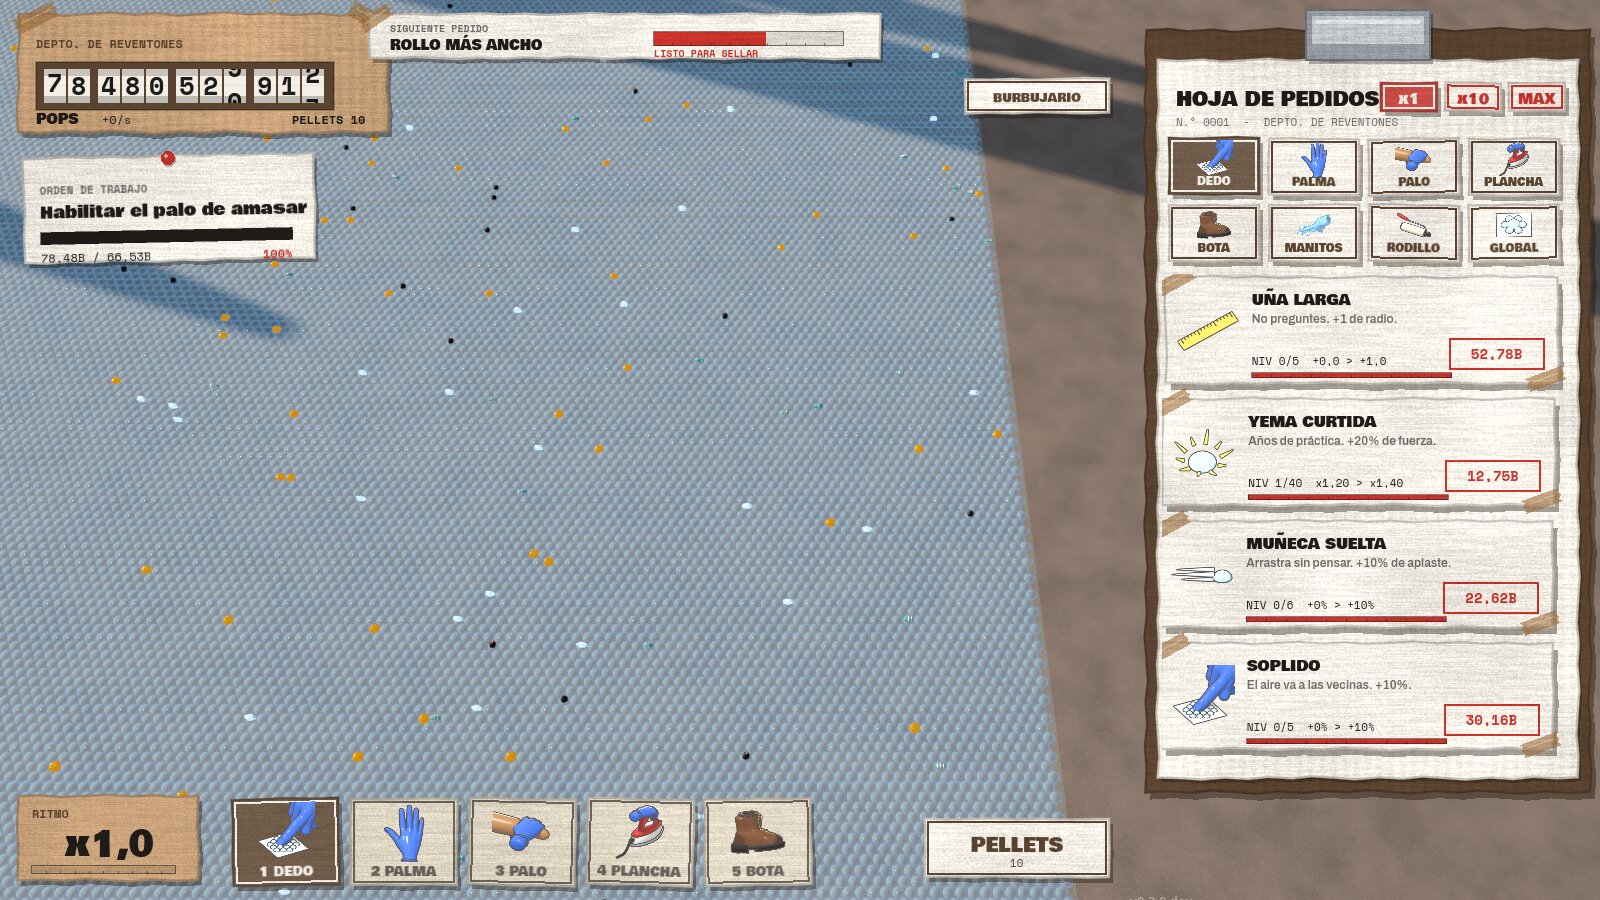 DEPTO. DE REVENTONES
78 480 52 91
POPS +0/s PELLETS 10
SIGUIENTE PEDIDO
ROLLO MÁS ANCHO
LISTO PARA SELLAR
ORDEN DE TRABAJO
Habilitar el palo de amasar
78,48B / 66,53B 100%
BURBUJARIO
HOJA DE PEDIDOS x1 x10 MAX
N.° 0001 - DEPTO. DE REVENTONES
DEDO PALMA PALO PLANCHA
BOTA MANITOS RODILLO GLOBAL
UÑA LARGA
No preguntes. +1 de radio.
NIV 0/5 +0,0 > +1,0
52,78B
YEMA CURTIDA
Años de práctica. +20% de fuerza.
NIV 1/40 x1,20 > x1,40
12,75B
MUÑECA SUELTA
Arrastra sin pensar. +10% de aplaste.
NIV 0/6 +0% > +10%
22,62B
SOPLIDO
El aire va a las vecinas. +10%.
NIV 0/5 +0% > +10%
30,16B
RITMO
x1,0
1 DEDO
2 PALMA
3 PALO
4 PLANCHA
5 BOTA
PELLETS
10